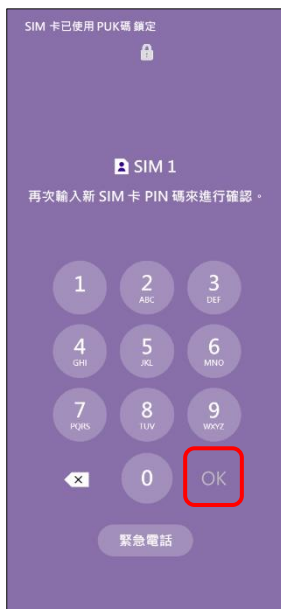 SIM 卡已使用 PUK碼 鎖定
SIM 1
再次輸入新 SIM 卡 PIN 碼來進行確認。
1 2 3
ABC DEF
4 5 6
GHI JKL MNO
7 8 9
PQRS TUV WXYZ
0 OK
緊急電話